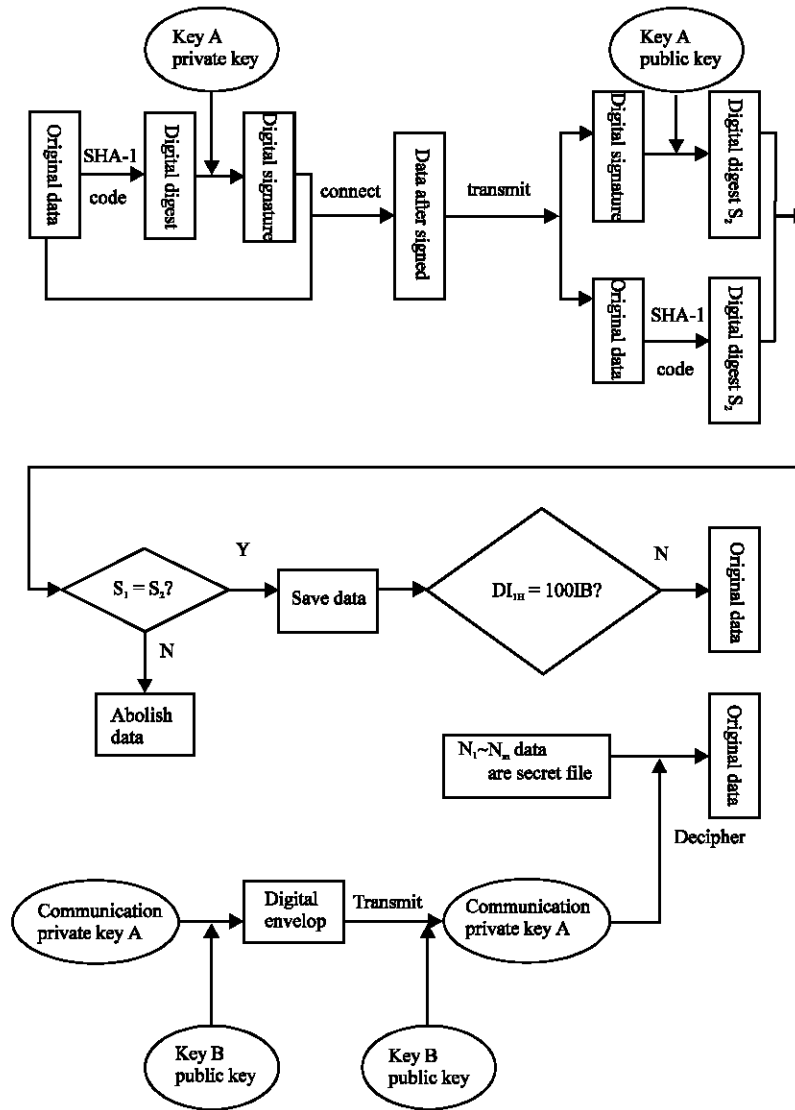 Key A
private key
Key A
public key
Original data
SHA-1
code
Digital digest
Digital signature
connect
Data after signed
transmit
Digital signature
Digital digest S₂
Original data
SHA-1
code
Digital digest S₂
S₁ = S₂?
Y
N
Save data
DI₁H = 100IB?
N
Original data
Abolish
data
N₁~Nₘ data
are secret file
Original data
Decipher
Communication
private key A
Digital
envelop
Transmit
Communication
private key A
Key B
public key
Key B
public key